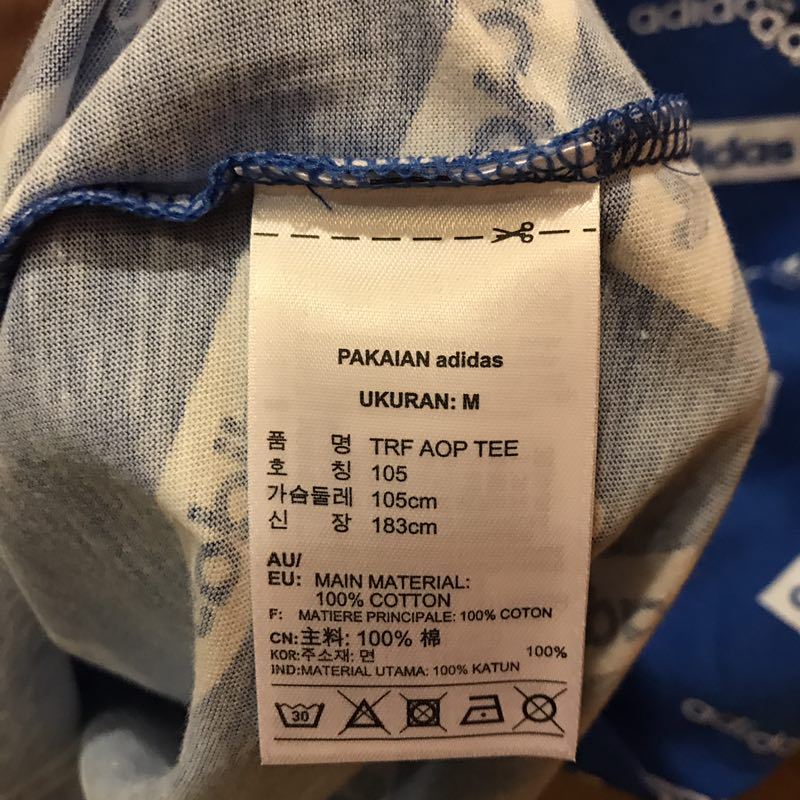 adidas
adidas
PAKAIAN adidas
UKURAN: M
품 명 TRF AOP TEE
호 칭 105
가슴둘레 105cm
신 장 183cm
AU/
EU: MAIN MATERIAL:
100% COTTON
F: MATIERE PRINCIPALE: 100% COTON
CN:主料: 100% 棉
KOR:주소재: 면 100%
IND:MATERIAL UTAMA: 100% KATUN
30
adidas